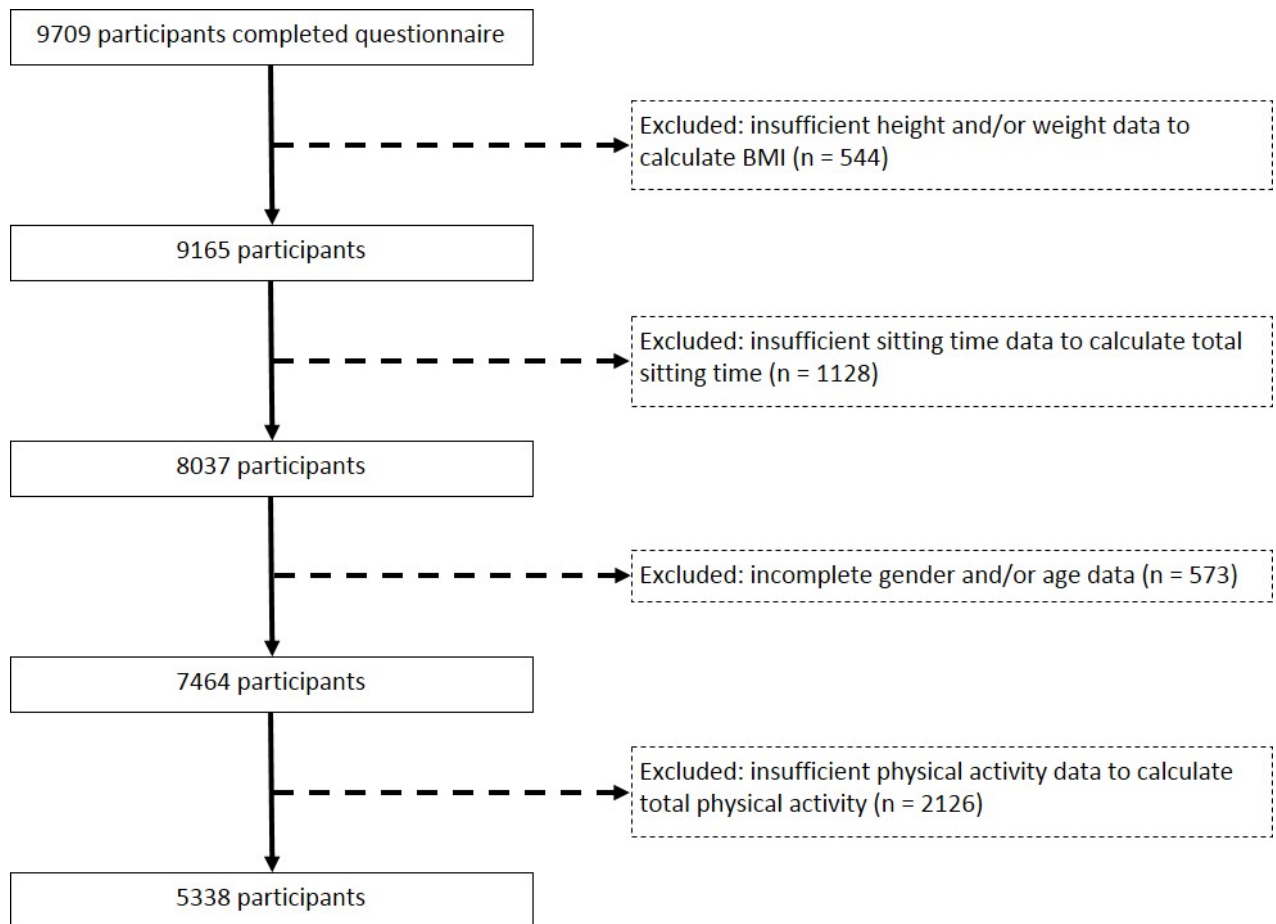 9709 participants completed questionnaire
Excluded: insufficient height and/or weight data to
calculate BMI (n = 544)
9165 participants
Excluded: insufficient sitting time data to calculate total
sitting time (n = 1128)
8037 participants
Excluded: incomplete gender and/or age data (n = 573)
7464 participants
Excluded: insufficient physical activity data to calculate
total physical activity (n = 2126)
5338 participants